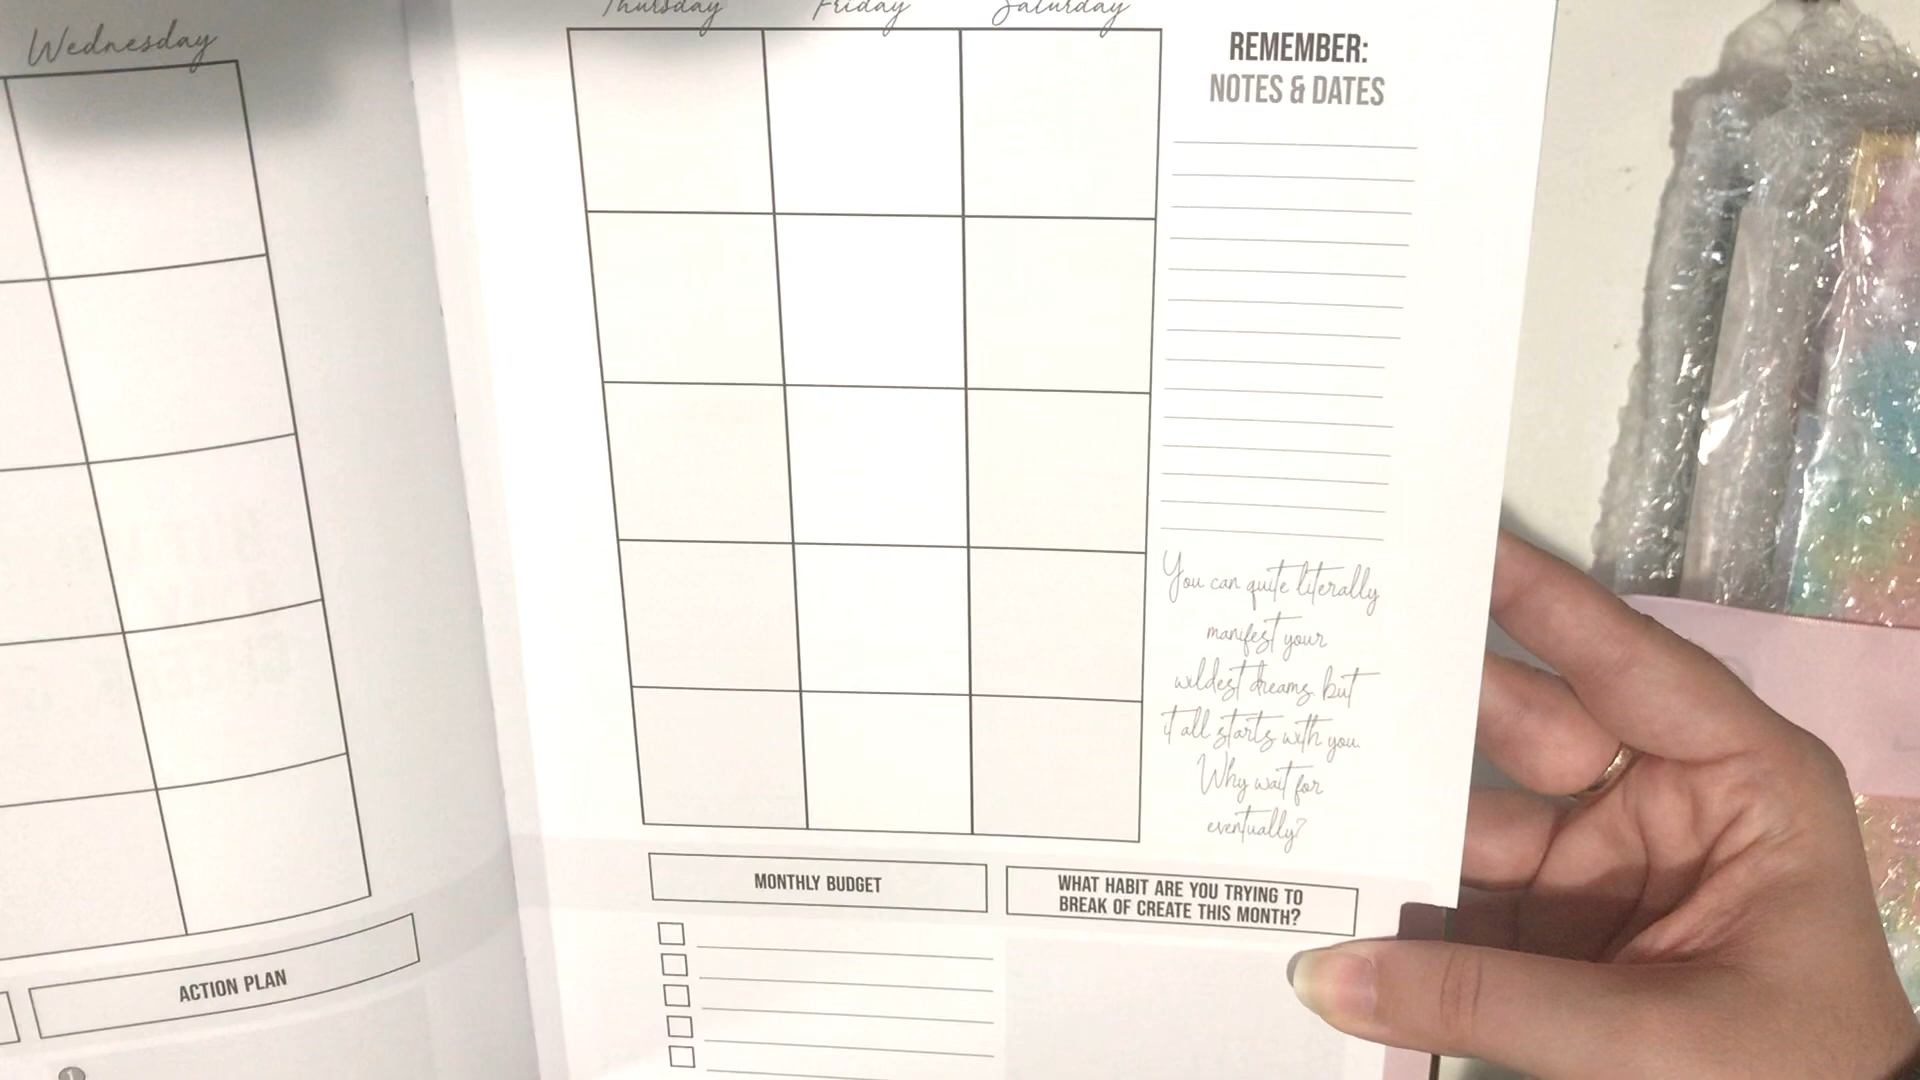 Wednesday
ACTION PLAN
1
Thursday Friday Saturday
REMEMBER:
NOTES & DATES
You can quite literally
manifest your
wildest dreams, but
it all starts with you.
Why wait for
eventually?
MONTHLY BUDGET
WHAT HABIT ARE YOU TRYING TO
BREAK OF CREATE THIS MONTH?